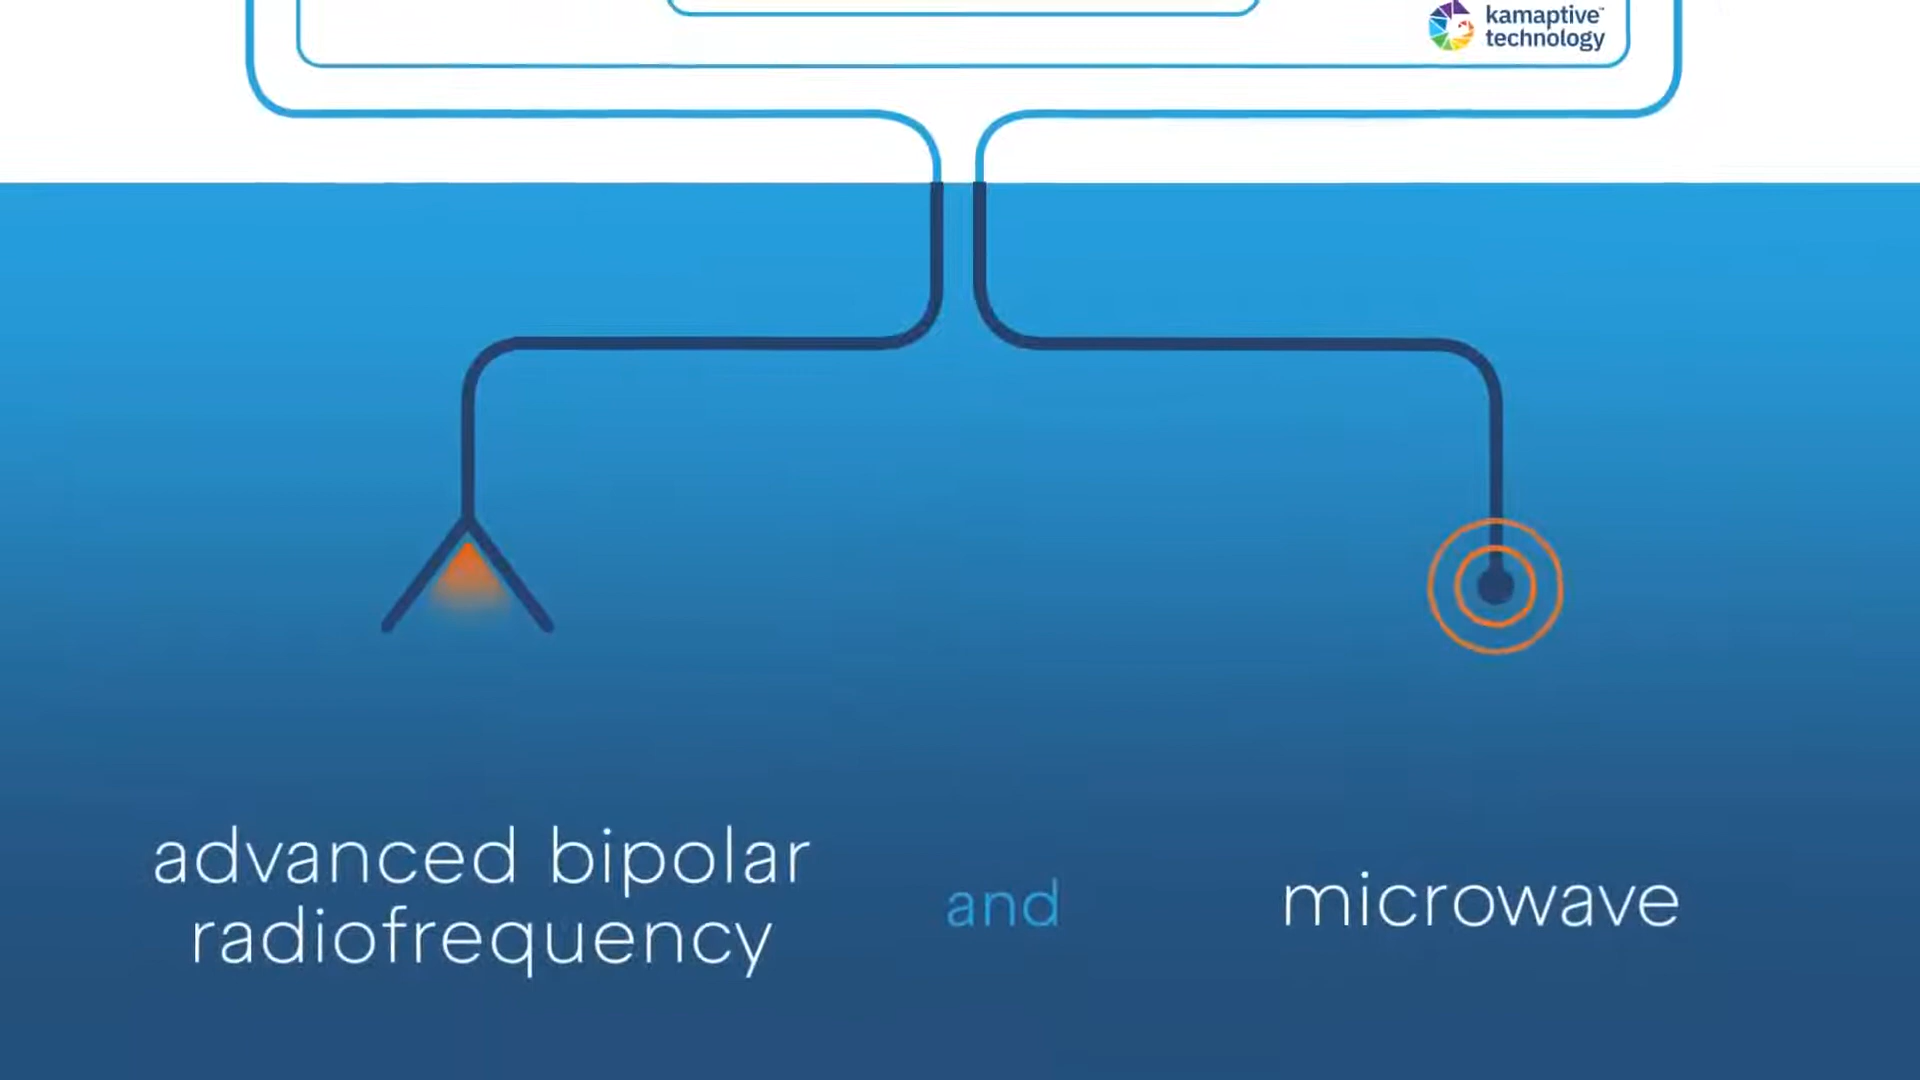 kamaptive™
technology
advanced bipolar
radiofrequency
and
microwave